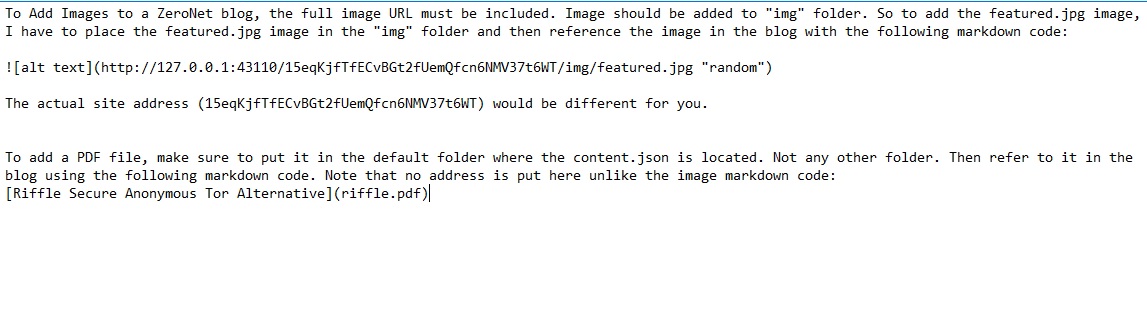 To Add Images to a ZeroNet blog, the full image URL must be included. Image should be added to "img" folder. So to add the featured.jpg image,
I have to place the featured.jpg image in the "img" folder and then reference the image in the blog with the following markdown code:
![alt text](http://127.0.0.1:43110/15eqKjfTfECvBGt2fUemQfcn6NMV37t6WT/img/featured.jpg "random")
The actual site address (15eqKjfTfECvBGt2fUemQfcn6NMV37t6WT) would be different for you.
To add a PDF file, make sure to put it in the default folder where the content.json is located. Not any other folder. Then refer to it in the
blog using the following markdown code. Note that no address is put here unlike the image markdown code:
[Riffle Secure Anonymous Tor Alternative](riffle.pdf)